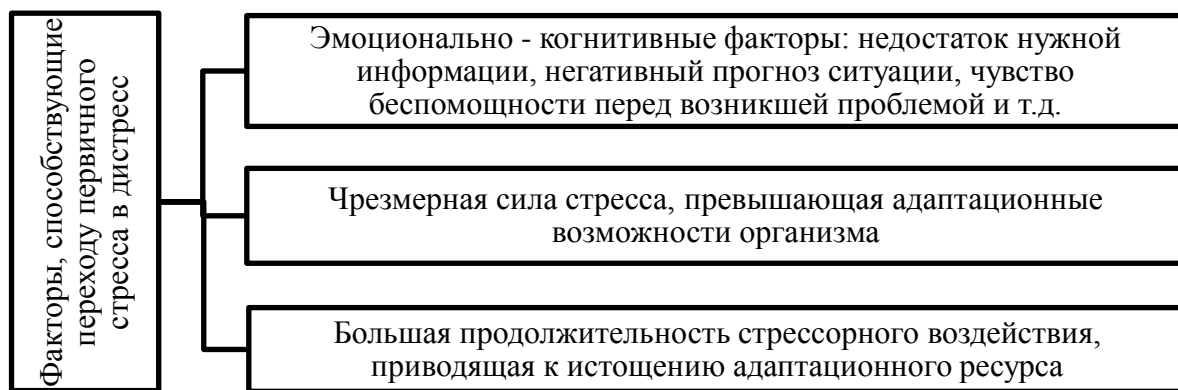 Факторы, способствующие
переходу первичного
стресса в дистресс
Эмоционально - когнитивные факторы: недостаток нужной
информации, негативный прогноз ситуации, чувство
беспомощности перед возникшей проблемой и т.д.
Чрезмерная сила стресса, превышающая адаптационные
возможности организма
Большая продолжительность стрессорного воздействия,
приводящая к истощению адаптационного ресурса